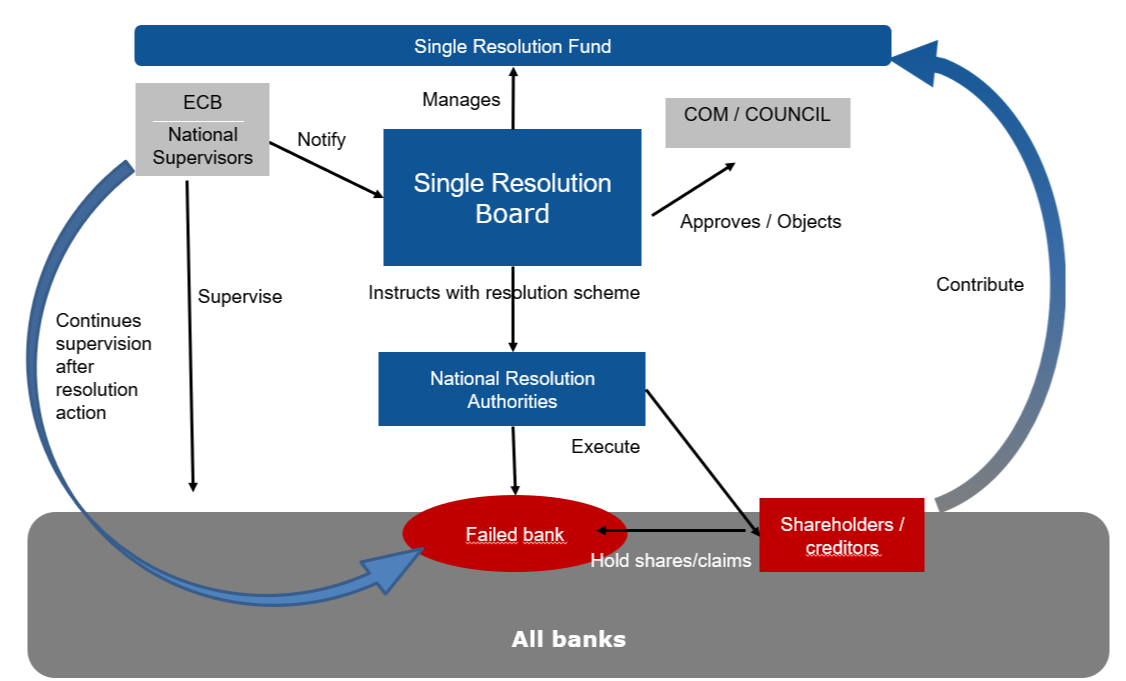 Single Resolution Fund
ECB
National
Supervisors
Manages
COM / COUNCIL
Notify
Single Resolution
Board
Approves / Objects
Supervise
Instructs with resolution scheme
Contribute
Continues
supervision
after
resolution
action
National Resolution
Authorities
Execute
Failed bank
Shareholders /
creditors
Hold shares/claims
All banks